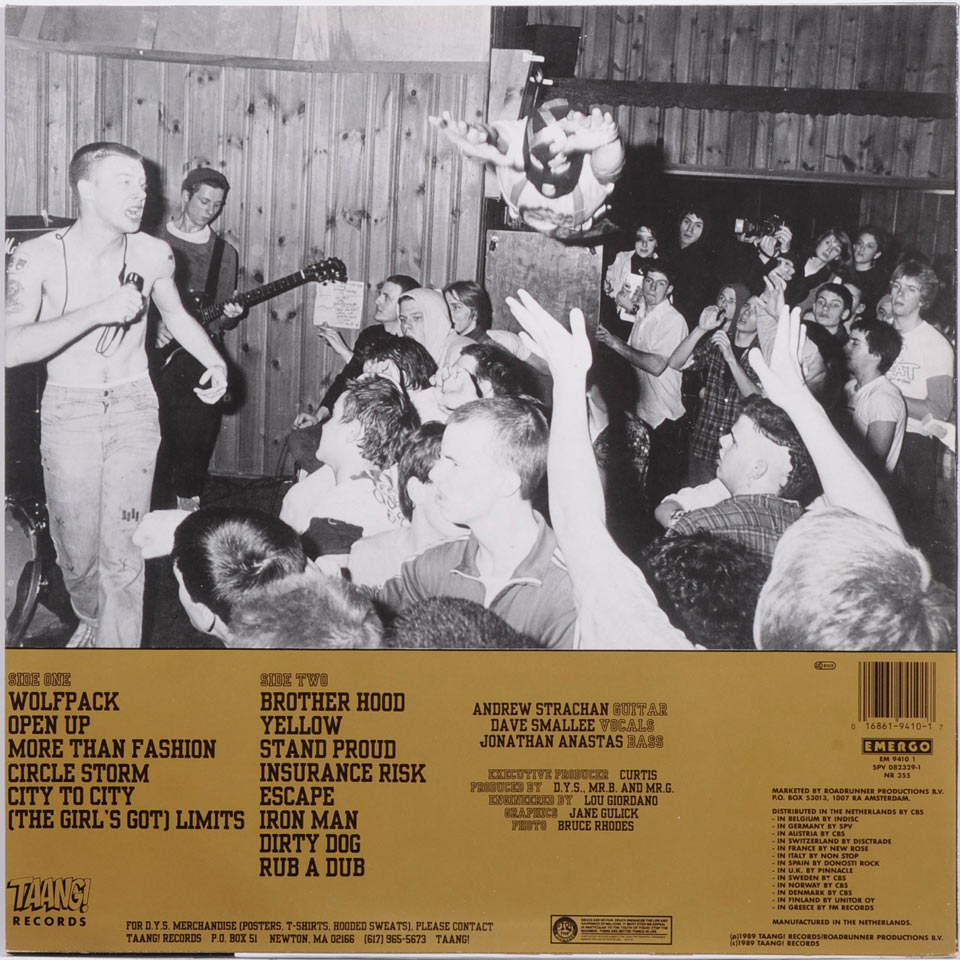 SIDE ONE
WOLFPACK
OPEN UP
MORE THAN FASHION
CIRCLE STORM
CITY TO CITY
(THE GIRL'S GOT) LIMITS
SIDE TWO
BROTHER HOOD
YELLOW
STAND PROUD
INSURANCE RISK
ESCAPE
IRON MAN
DIRTY DOG
RUB A DUB
ANDREW STRACHAN GUITAR
DAVE SMALLEE VOCALS
JONATHAN ANASTAS BASS
EXECUTIVE PRODUCER CURTIS
PRODUCED BY D.Y.S., MR.B. AND MR.G.
ENGINEERED BY LOU GIORDANO
GRAPHICS JANE GULICK
PHOTO BRUCE RHODES
0 16861-9410-1 7
EMERGO
EM 9410 1
SPV 082329-1
NR 355
MARKETED BY ROADRUNNER PRODUCTIONS B.V.
P.O. BOX 53013, 1007 RA AMSTERDAM.
DISTRIBUTED IN THE NETHERLANDS BY CBS
- IN BELGIUM BY INDISC
- IN GERMANY BY SPV
- IN AUSTRIA BY CBS
- IN SWITZERLAND BY DISCTRADE
- IN FRANCE BY NEW ROSE
- IN ITALY BY NON STOP
- IN SPAIN BY DONOSTI ROCK
- IN U.K. BY PINNACLE
- IN SWEDEN BY CBS
- IN NORWAY BY CBS
- IN DENMARK BY CBS
- IN FINLAND BY UNITOR OY
- IN GREECE BY FM RECORDS
MANUFACTURED IN THE NETHERLANDS.
(p)1989 TAANG! RECORDS/ROADRUNNER PRODUCTIONS B.V.
(c)1989 TAANG! RECORDS
TAANG!
RECORDS
FOR D.Y.S. MERCHANDISE (POSTERS, T-SHIRTS, HOODED SWEATS), PLEASE CONTACT
TAANG! RECORDS P.O. BOX 51 NEWTON, MA 02166 (617) 965-5673 TAANG!